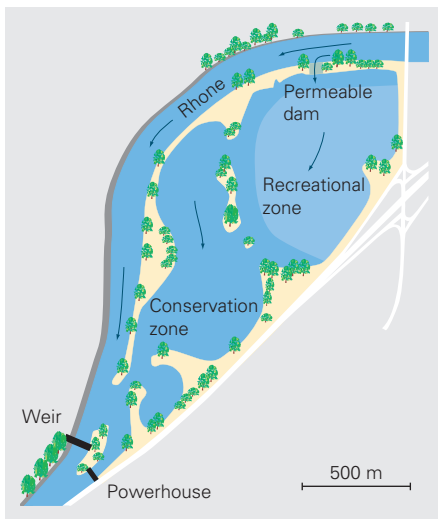 Rhone
Permeable
dam
Recreational
zone
Conservation
zone
Weir
Powerhouse
500 m